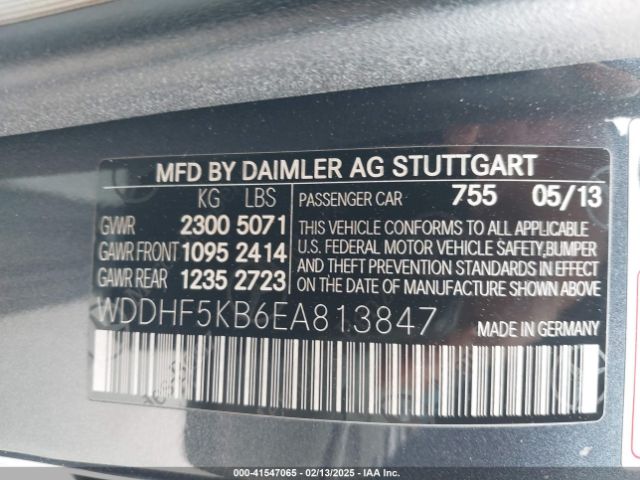 MFD BY DAIMLER AG STUTTGART
KG LBS
GVWR 2300 5071
GAWR FRONT 1095 2414
GAWR REAR 1235 2723
PASSENGER CAR 755 05/13
THIS VEHICLE CONFORMS TO ALL APPLICABLE
U.S. FEDERAL MOTOR VEHICLE SAFETY,BUMPER
AND THEFT PREVENTION STANDARDS IN EFFECT
ON THE DATE OF MANUFACTURE SHOWN ABOVE
WDDHF5KB6EA813847
MADE IN GERMANY
000-41547065 - 02/13/2025 - IAA Inc.